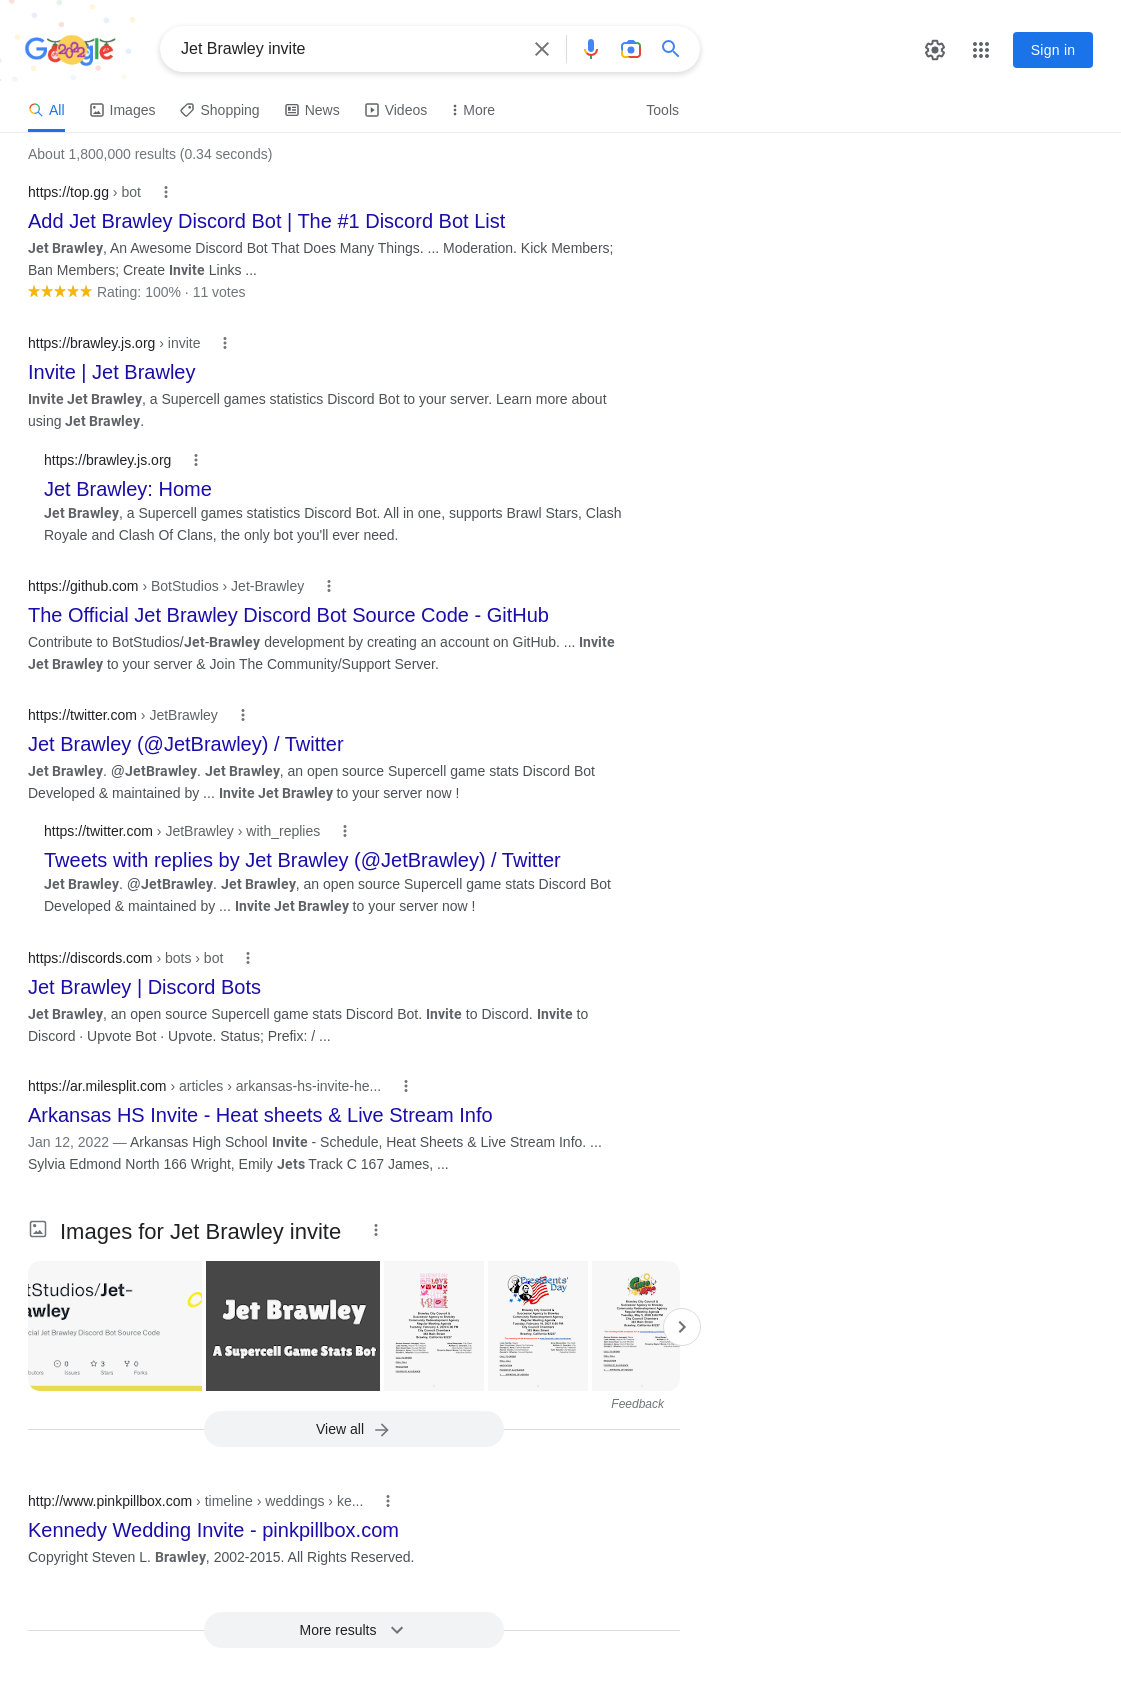 Google
Jet Brawley invite
Sign in
All
Images
Shopping
News
Videos
More
Tools
About 1,800,000 results (0.34 seconds)
https://top.gg › bot
Add Jet Brawley Discord Bot | The #1 Discord Bot List
Jet Brawley, An Awesome Discord Bot That Does Many Things. ... Moderation. Kick Members;
Ban Members; Create Invite Links ...
Rating: 100% · 11 votes
https://brawley.js.org › invite
Invite | Jet Brawley
Invite Jet Brawley, a Supercell games statistics Discord Bot to your server. Learn more about
using Jet Brawley.
https://brawley.js.org
Jet Brawley: Home
Jet Brawley, a Supercell games statistics Discord Bot. All in one, supports Brawl Stars, Clash
Royale and Clash Of Clans, the only bot you'll ever need.
https://github.com › BotStudios › Jet-Brawley
The Official Jet Brawley Discord Bot Source Code - GitHub
Contribute to BotStudios/Jet-Brawley development by creating an account on GitHub. ... Invite
Jet Brawley to your server & Join The Community/Support Server.
https://twitter.com › JetBrawley
Jet Brawley (@JetBrawley) / Twitter
Jet Brawley. @JetBrawley. Jet Brawley, an open source Supercell game stats Discord Bot
Developed & maintained by ... Invite Jet Brawley to your server now !
https://twitter.com › JetBrawley › with_replies
Tweets with replies by Jet Brawley (@JetBrawley) / Twitter
Jet Brawley. @JetBrawley. Jet Brawley, an open source Supercell game stats Discord Bot
Developed & maintained by ... Invite Jet Brawley to your server now !
https://discords.com › bots › bot
Jet Brawley | Discord Bots
Jet Brawley, an open source Supercell game stats Discord Bot. Invite to Discord. Invite to
Discord · Upvote Bot · Upvote. Status; Prefix: / ...
https://ar.milesplit.com › articles › arkansas-hs-invite-he...
Arkansas HS Invite - Heat sheets & Live Stream Info
Jan 12, 2022 — Arkansas High School Invite - Schedule, Heat Sheets & Live Stream Info. ...
Sylvia Edmond North 166 Wright, Emily Jets Track C 167 James, ...
Images for Jet Brawley invite
tStudios/Jet-
awley
cial Jet Brawley Discord Bot Source Code
0
3
0
Issues
Stars
Forks
Jet Brawley
A Supercell Game Stats Bot
LOVE
Presidents'
Day
Feedback
View all
http://www.pinkpillbox.com › timeline › weddings › ke...
Kennedy Wedding Invite - pinkpillbox.com
Copyright Steven L. Brawley, 2002-2015. All Rights Reserved.
More results